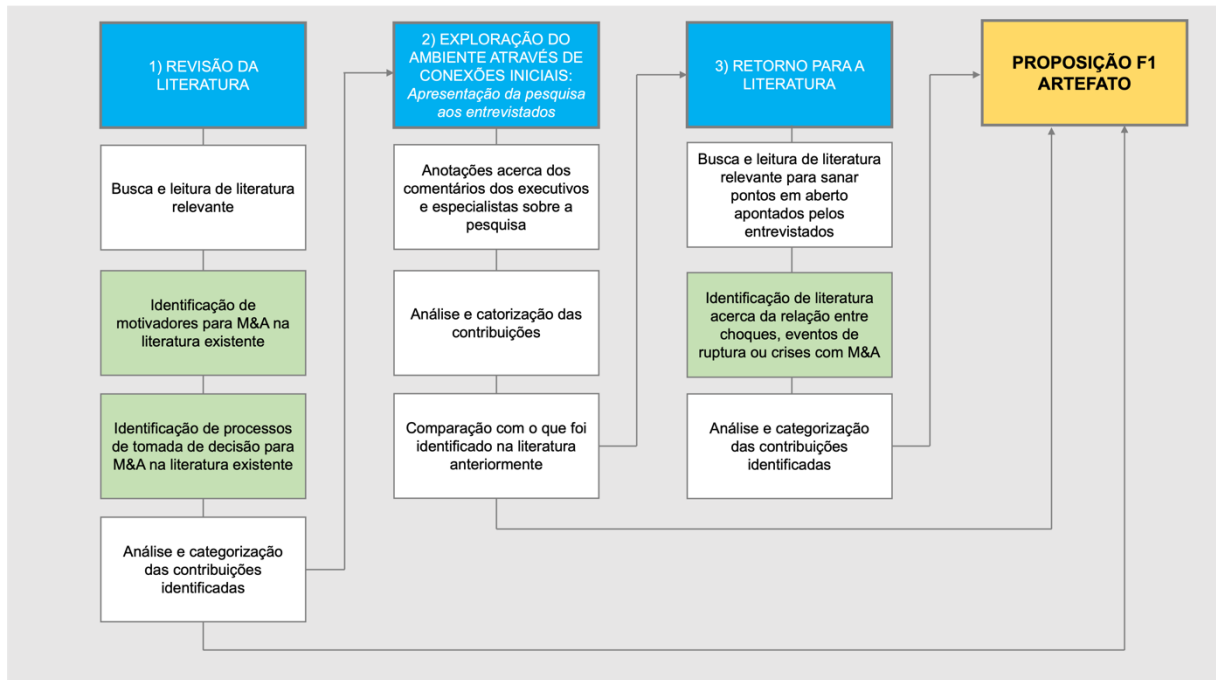 1) REVISÃO DA
LITERATURA
Busca e leitura de literatura
relevante
Identificação de
motivadores para M&A na
literatura existente
Identificação de processos
de tomada de decisão para
M&A na literatura existente
Análise e categorização
das contribuições
identificadas
2) EXPLORAÇÃO DO
AMBIENTE ATRAVÉS DE
CONEXÕES INICIAIS:
Apresentação da pesquisa
aos entrevistados
Anotações acerca dos
comentários dos executivos
e especialistas sobre a
pesquisa
Análise e catorização das
contribuições
Comparação com o que foi
identificado na literatura
anteriormente
3) RETORNO PARA A
LITERATURA
Busca e leitura de literatura
relevante para sanar
pontos em aberto
apontados pelos
entrevistados
Identificação de literatura
acerca da relação entre
choques, eventos de
ruptura ou crises com M&A
Análise e categorização
das contribuições
identificadas
PROPOSIÇÃO F1
ARTEFATO